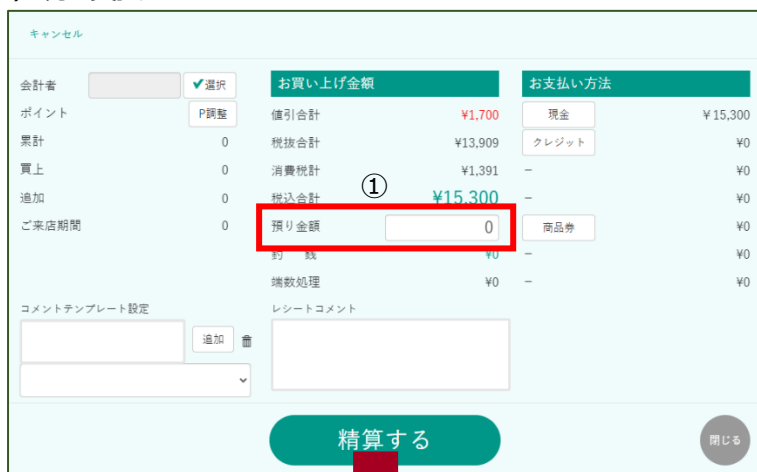 キャンセル
会計者 ✔選択
ポイント P調整
累計 0
買上 0
追加 0
ご来店期間 0
コメントテンプレート設定
追加
お買い上げ金額
値引合計 ¥1,700
税抜合計 ¥13,909
消費税計 ¥1,391
①
税込合計 ¥15,300
預り金額 0
釣 銭 ¥0
端数処理 ¥0
レシートコメント
お支払い方法
現金 ¥15,300
クレジット ¥0
- ¥0
- ¥0
商品券 ¥0
- ¥0
- ¥0
精算する
閉じる